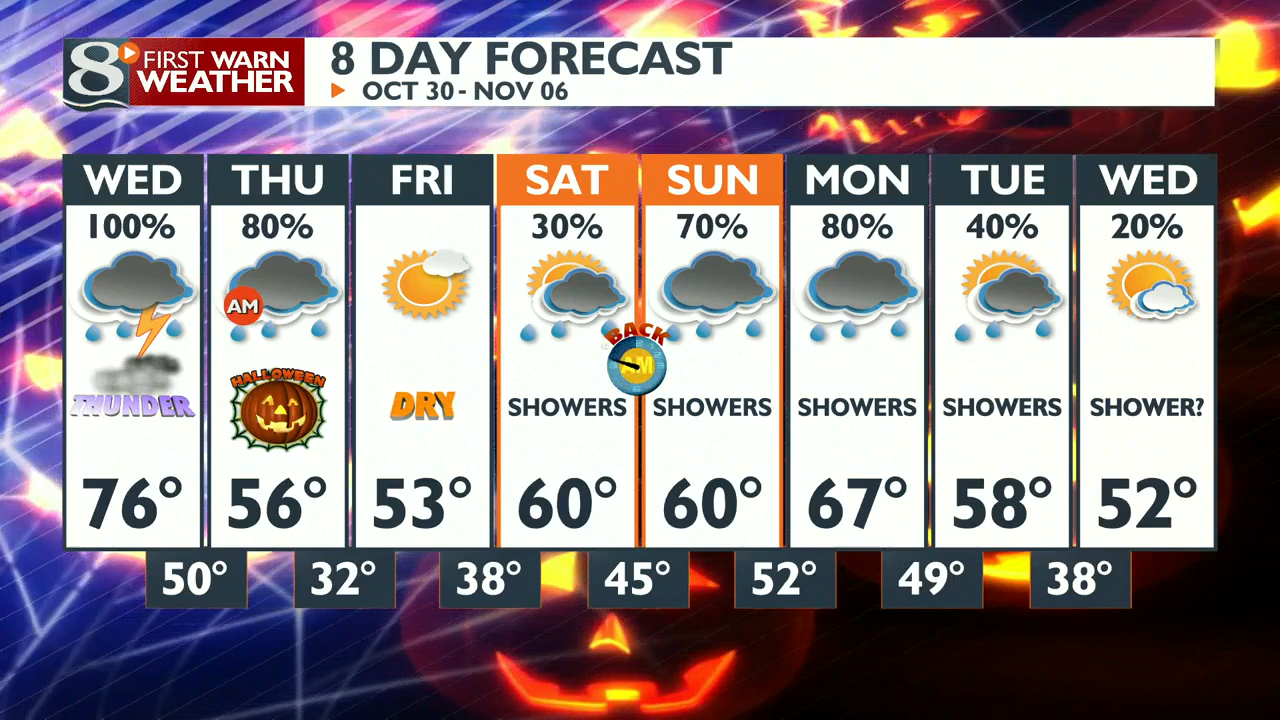 8 FIRST WARN
WEATHER
8 DAY FORECAST
OCT 30 - NOV 06
WED THU FRI SAT SUN MON TUE WED
100% 80% 30% 70% 80% 40% 20%
AM
BACK
AM
HALLOWEEN
THUNDER DRY SHOWERS SHOWERS SHOWERS SHOWERS SHOWER?
76° 56° 53° 60° 60° 67° 58° 52°
50° 32° 38° 45° 52° 49° 38°